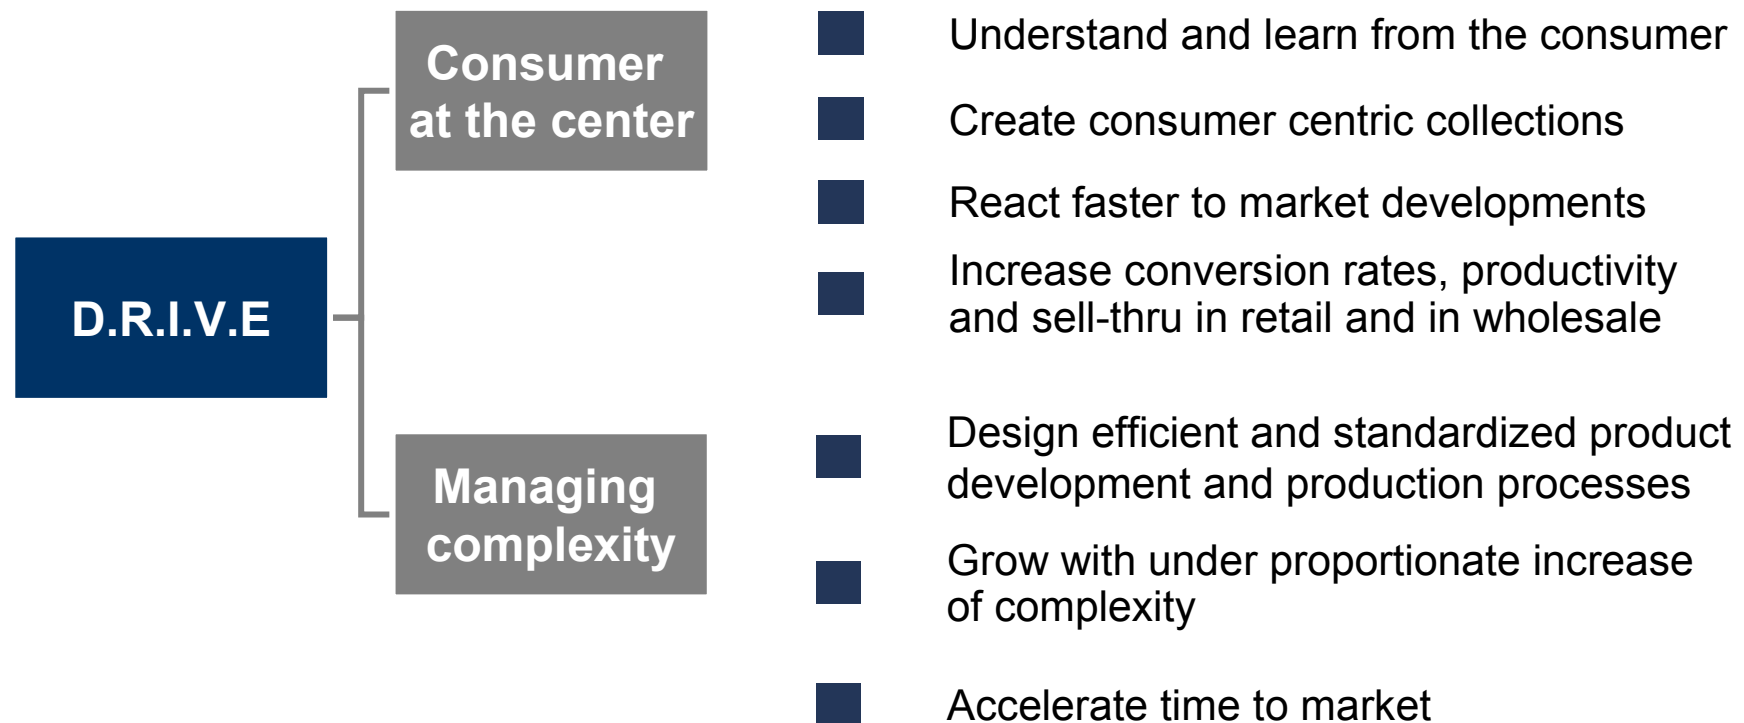 D.R.I.V.E
Consumer
at the center
Understand and learn from the consumer
Create consumer centric collections
React faster to market developments
Increase conversion rates, productivity
and sell-thru in retail and in wholesale
Managing
complexity
Design efficient and standardized product
development and production processes
Grow with under proportionate increase
of complexity
Accelerate time to market